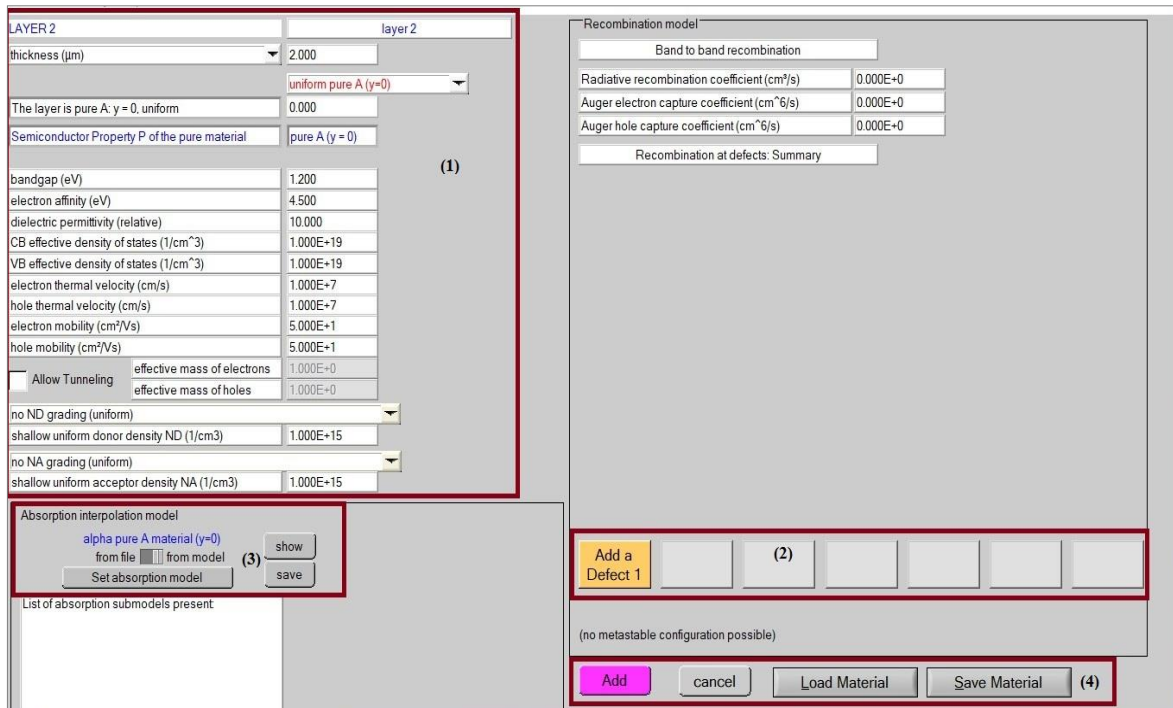 LAYER 2 layer 2
thickness (µm) 2.000
uniform pure A (y=0)
The layer is pure A: y = 0, uniform 0.000
Semiconductor Property P of the pure material pure A (y = 0)
(1)
bandgap (eV) 1.200
electron affinity (eV) 4.500
dielectric permittivity (relative) 10.000
CB effective density of states (1/cm^3) 1.000E+19
VB effective density of states (1/cm^3) 1.000E+19
electron thermal velocity (cm/s) 1.000E+7
hole thermal velocity (cm/s) 1.000E+7
electron mobility (cm²/Vs) 5.000E+1
hole mobility (cm²/Vs) 5.000E+1
Allow Tunneling
effective mass of electrons 1.000E+0
effective mass of holes 1.000E+0
no ND grading (uniform)
shallow uniform donor density ND (1/cm3) 1.000E+15
no NA grading (uniform)
shallow uniform acceptor density NA (1/cm3) 1.000E+15
Absorption interpolation model
alpha pure A material (y=0)
from file from model (3) show
Set absorption model save
List of absorption submodels present:
Recombination model
Band to band recombination
Radiative recombination coefficient (cm³/s) 0.000E+0
Auger electron capture coefficient (cm^6/s) 0.000E+0
Auger hole capture coefficient (cm^6/s) 0.000E+0
Recombination at defects: Summary
Add a
Defect 1
(2)
(no metastable configuration possible)
Add cancel Load Material Save Material (4)